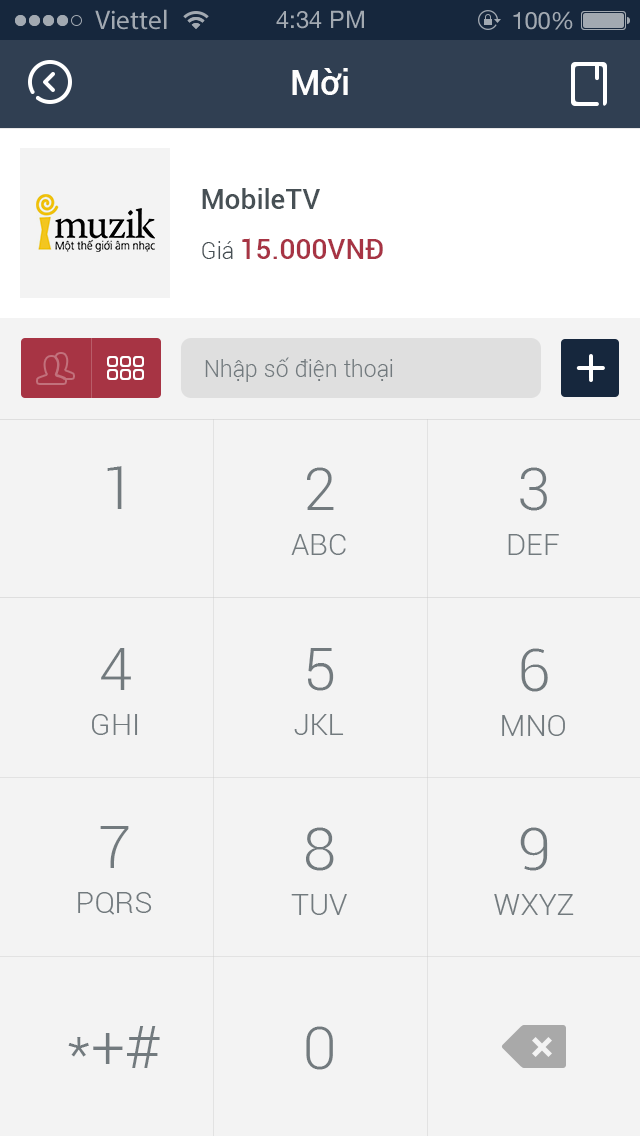 Viettel 4:34 PM 100%
Mời
imuzik
Một thế giới âm nhạc
MobileTV
Giá 15.000VNĐ
Nhập số điện thoại
1 2 3
ABC DEF
4 5 6
GHI JKL MNO
7 8 9
PQRS TUV WXYZ
*+# 0